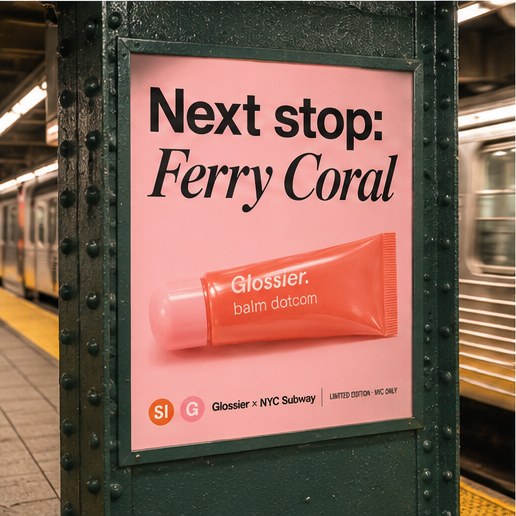 Next stop:
Ferry Coral
Glossier.
balm dotcom
SI G Glossier × NYC Subway | LIMITED EDITION · NYC ONLY